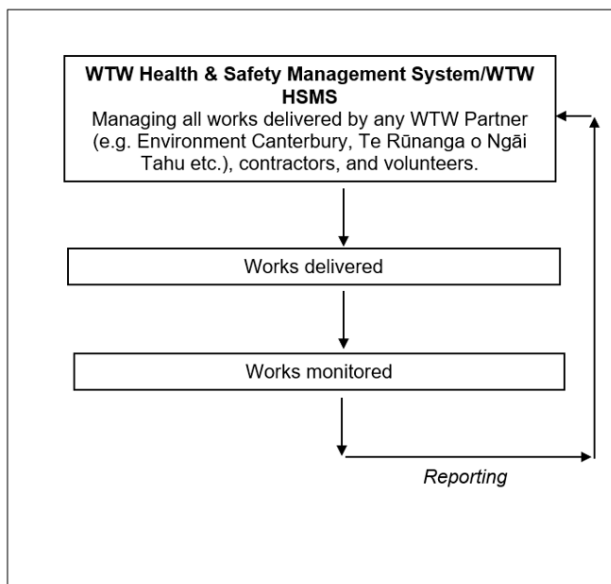 WTW Health & Safety Management System/WTW
HSMS
Managing all works delivered by any WTW Partner
(e.g. Environment Canterbury, Te Rūnanga o Ngāi
Tahu etc.), contractors, and volunteers.
Works delivered
Works monitored
Reporting